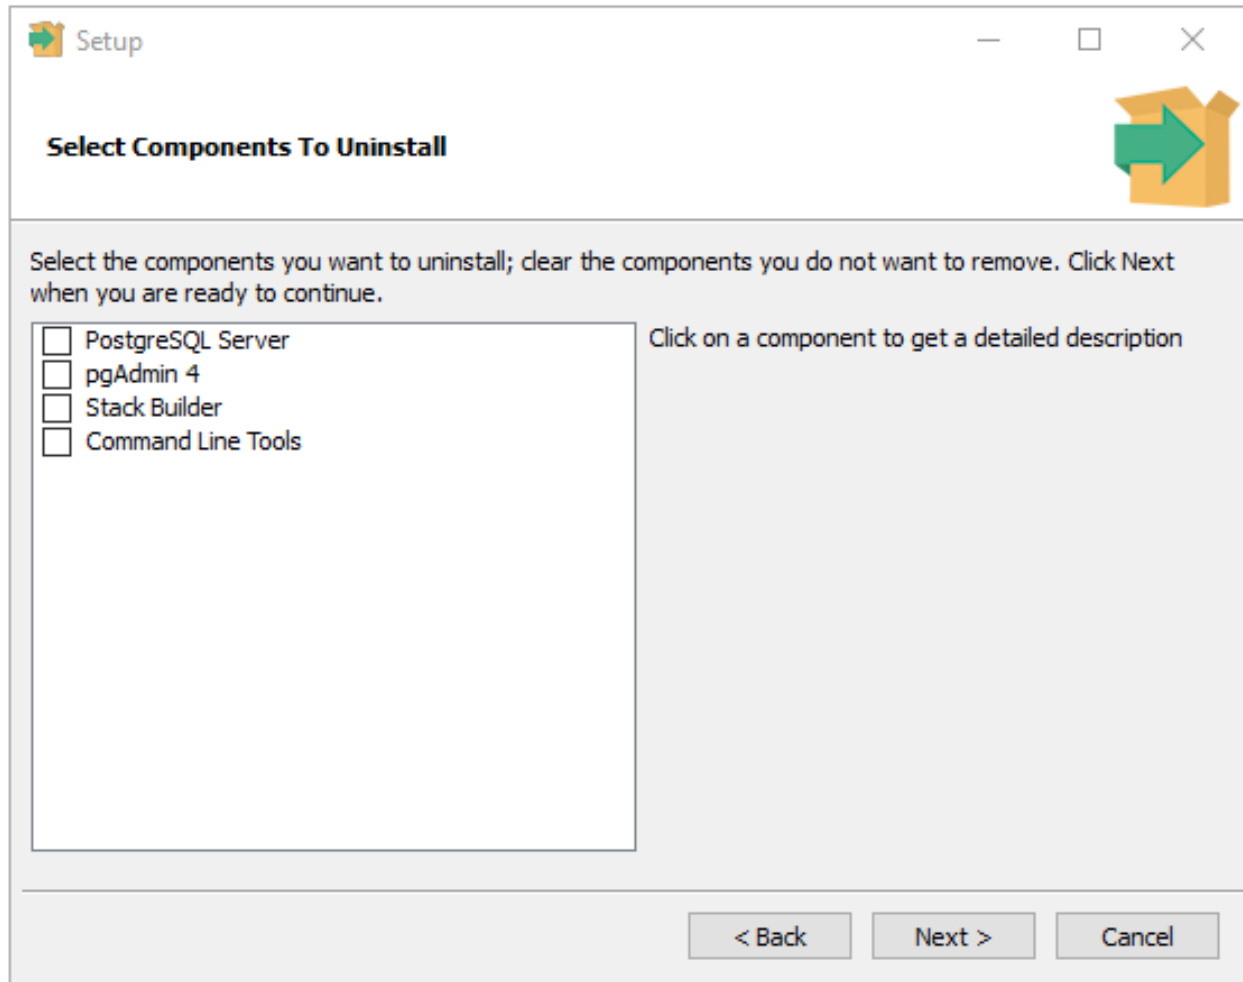 Setup
Select Components To Uninstall
Select the components you want to uninstall; clear the components you do not want to remove. Click Next
when you are ready to continue.
PostgreSQL Server
pgAdmin 4
Stack Builder
Command Line Tools
Click on a component to get a detailed description
< Back
Next >
Cancel